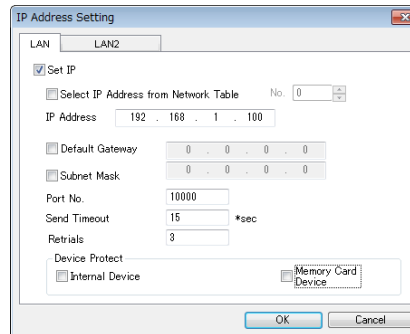 IP Address Setting
LAN LAN2
Set IP
Select IP Address from Network Table No. 0
IP Address 192 . 168 . 1 . 100
Default Gateway 0 . 0 . 0 . 0
Subnet Mask 0 . 0 . 0 . 0
Port No. 10000
Send Timeout 15 *sec
Retrials 3
Device Protect
Internal Device Memory Card
Device
OK Cancel